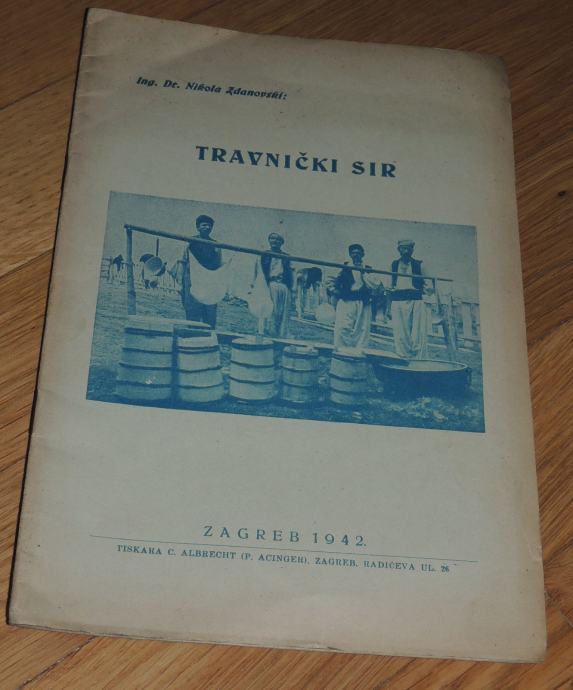 Ing. Dr. Nikola Zdanovski:
TRAVNIČKI SIR
ZAGREB 1942.
TISKARA C. ALBRECHT (P. ACINGER), ZAGREB, RADIĆEVA UL. 26